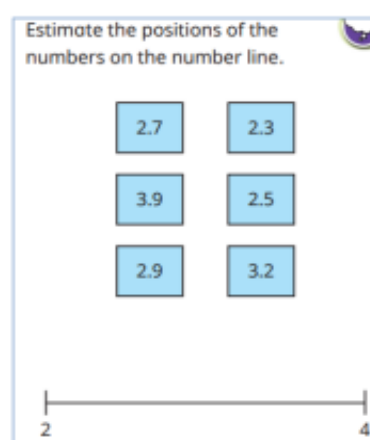 Estimate the positions of the
numbers on the number line.
2.7 2.3
3.9 2.5
2.9 3.2
2 4